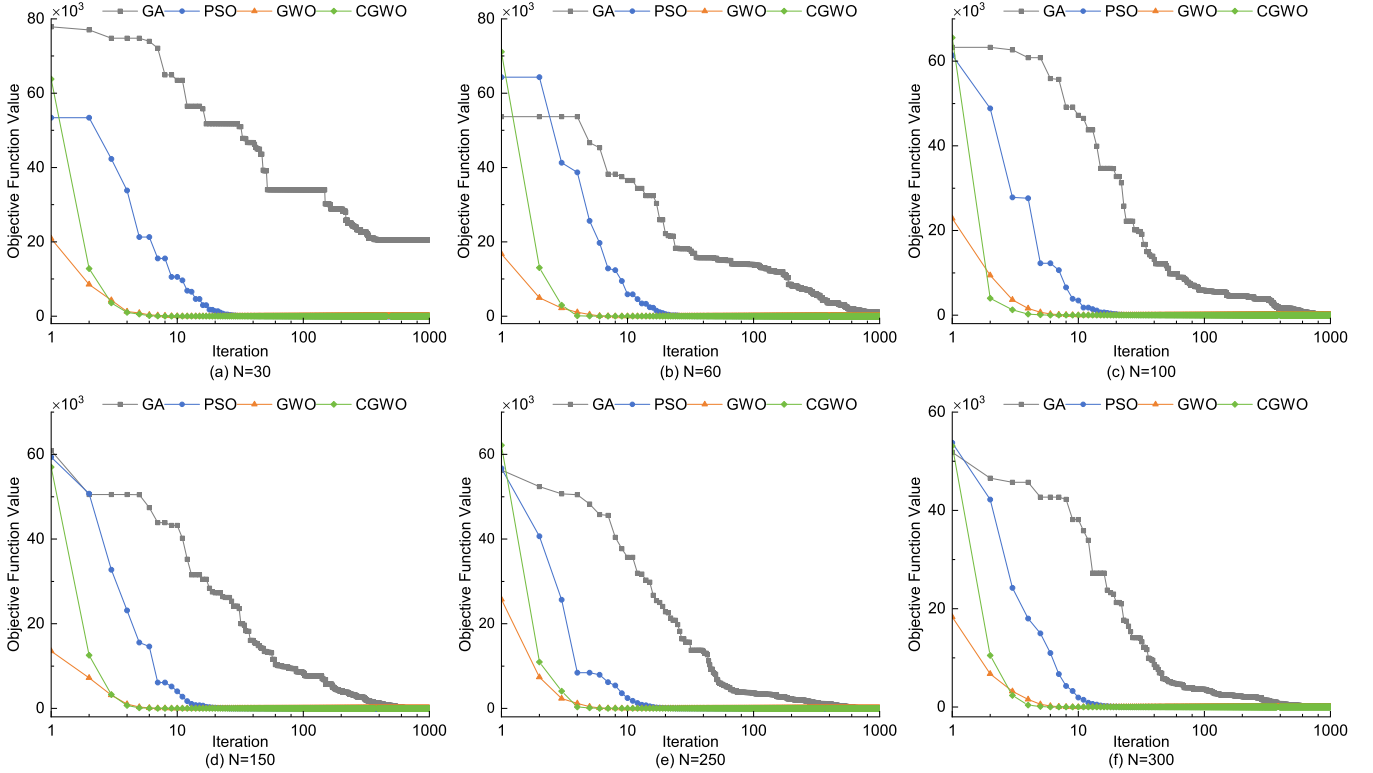 GA PSO GWO CGWO
×10³
80
60
40
20
0
Objective Function Value
1 10 100 1000
Iteration
(a) N=30
GA PSO GWO CGWO
×10³
80
60
40
20
0
Objective Function Value
1 10 100 1000
Iteration
(b) N=60
GA PSO GWO CGWO
×10³
60
40
20
0
Objective Function Value
1 10 100 1000
Iteration
(c) N=100
GA PSO GWO CGWO
×10³
60
40
20
0
Objective Function Value
1 10 100 1000
Iteration
(d) N=150
GA PSO GWO CGWO
×10³
60
40
20
0
Objective Function Value
1 10 100 1000
Iteration
(e) N=250
GA PSO GWO CGWO
×10³
60
40
20
0
Objective Function Value
1 10 100 1000
Iteration
(f) N=300